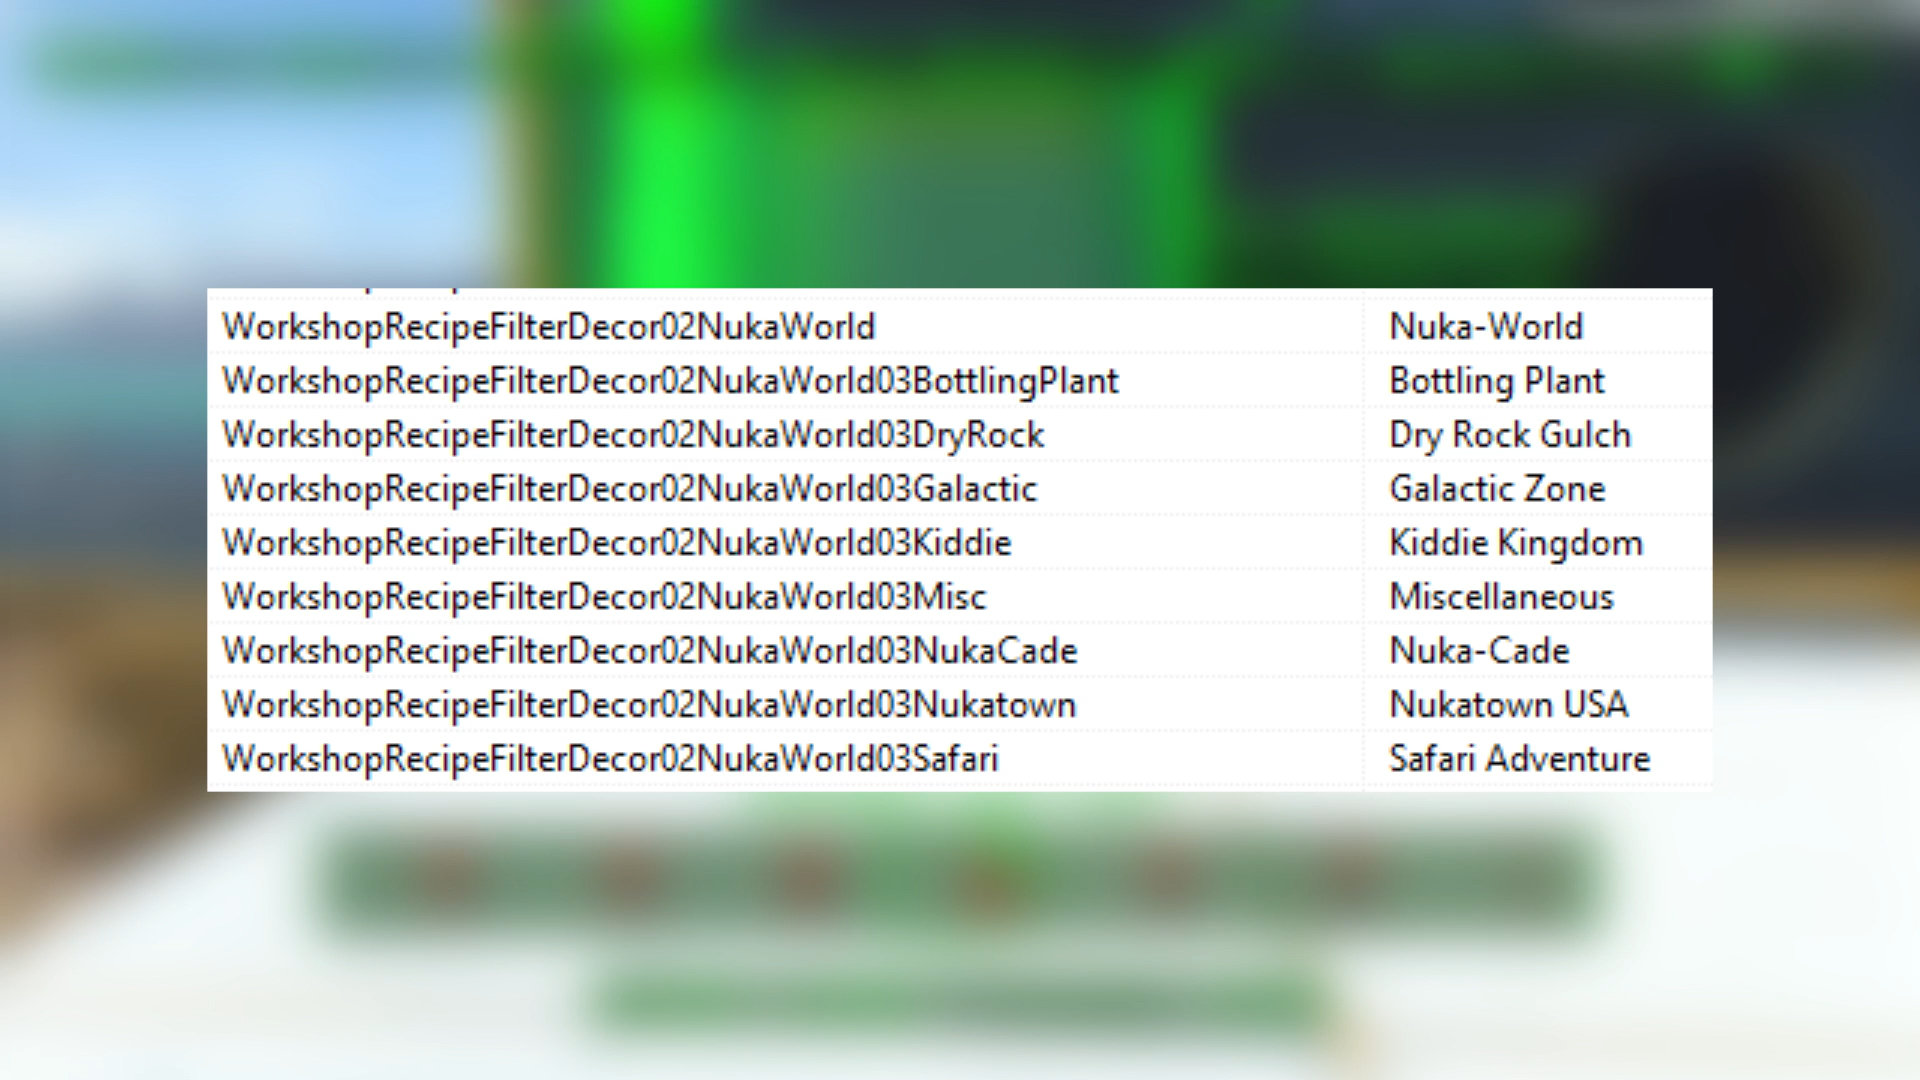 WorkshopRecipeFilterDecor02NukaWorld Nuka-World
WorkshopRecipeFilterDecor02NukaWorld03BottlingPlant Bottling Plant
WorkshopRecipeFilterDecor02NukaWorld03DryRock Dry Rock Gulch
WorkshopRecipeFilterDecor02NukaWorld03Galactic Galactic Zone
WorkshopRecipeFilterDecor02NukaWorld03Kiddie Kiddie Kingdom
WorkshopRecipeFilterDecor02NukaWorld03Misc Miscellaneous
WorkshopRecipeFilterDecor02NukaWorld03NukaCade Nuka-Cade
WorkshopRecipeFilterDecor02NukaWorld03Nukatown Nukatown USA
WorkshopRecipeFilterDecor02NukaWorld03Safari Safari Adventure